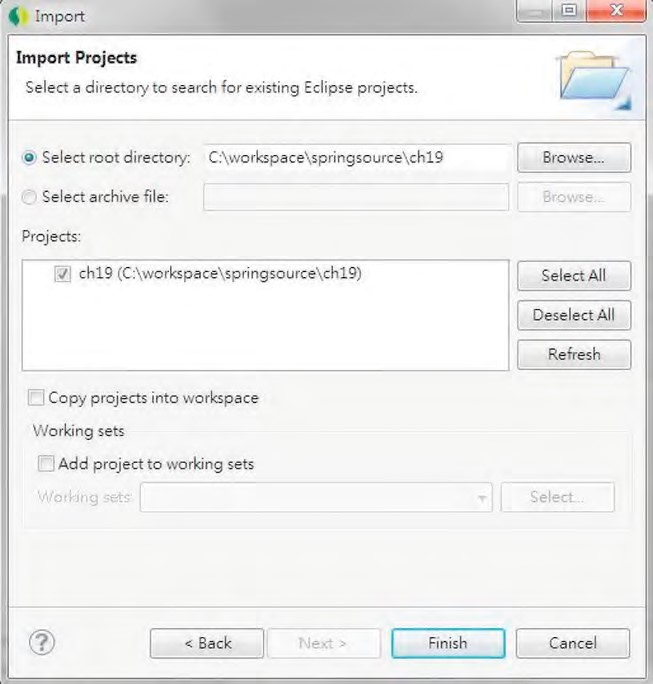 Import
Import Projects
Select a directory to search for existing Eclipse projects.
Select root directory: C:\workspace\springsource\ch19 Browse...
Select archive file: Browse...
Projects:
ch19 (C:\workspace\springsource\ch19)
Select All
Deselect All
Refresh
Copy projects into workspace
Working sets
Add project to working sets
Working sets: Select...
< Back Next > Finish Cancel